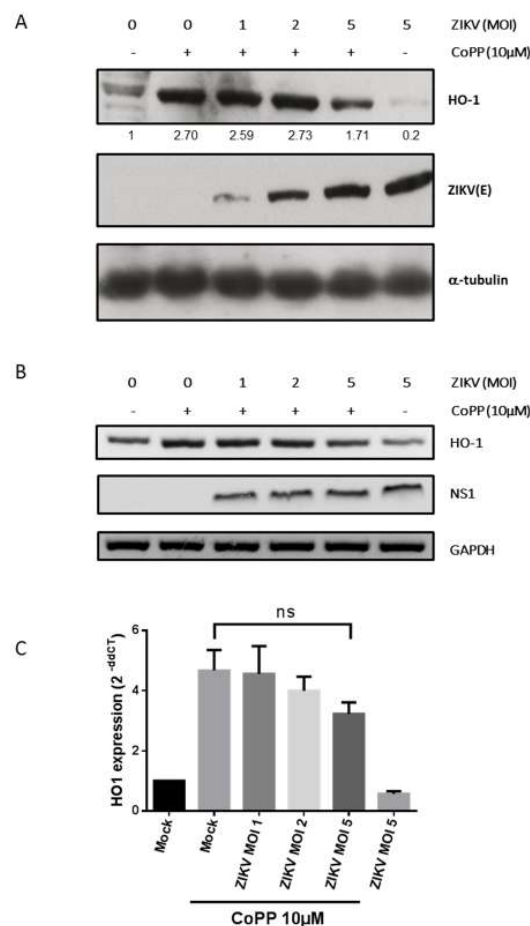 A
0 0 1 2 5 5 ZIKV (MOI)
- + + + + - CoPP (10µM)
HO-1
1 2.70 2.59 2.73 1.71 0.2
ZIKV(E)
α-tubulin
B
0 0 1 2 5 5 ZIKV (MOI)
- + + + + - CoPP (10µM)
HO-1
NS1
GAPDH
C
ns
HO1 expression (2 -ddCT)
6
4
2
0
Mock Mock ZIKV MOI 1 ZIKV MOI 2 ZIKV MOI 5 ZIKV MOI 5
CoPP 10µM